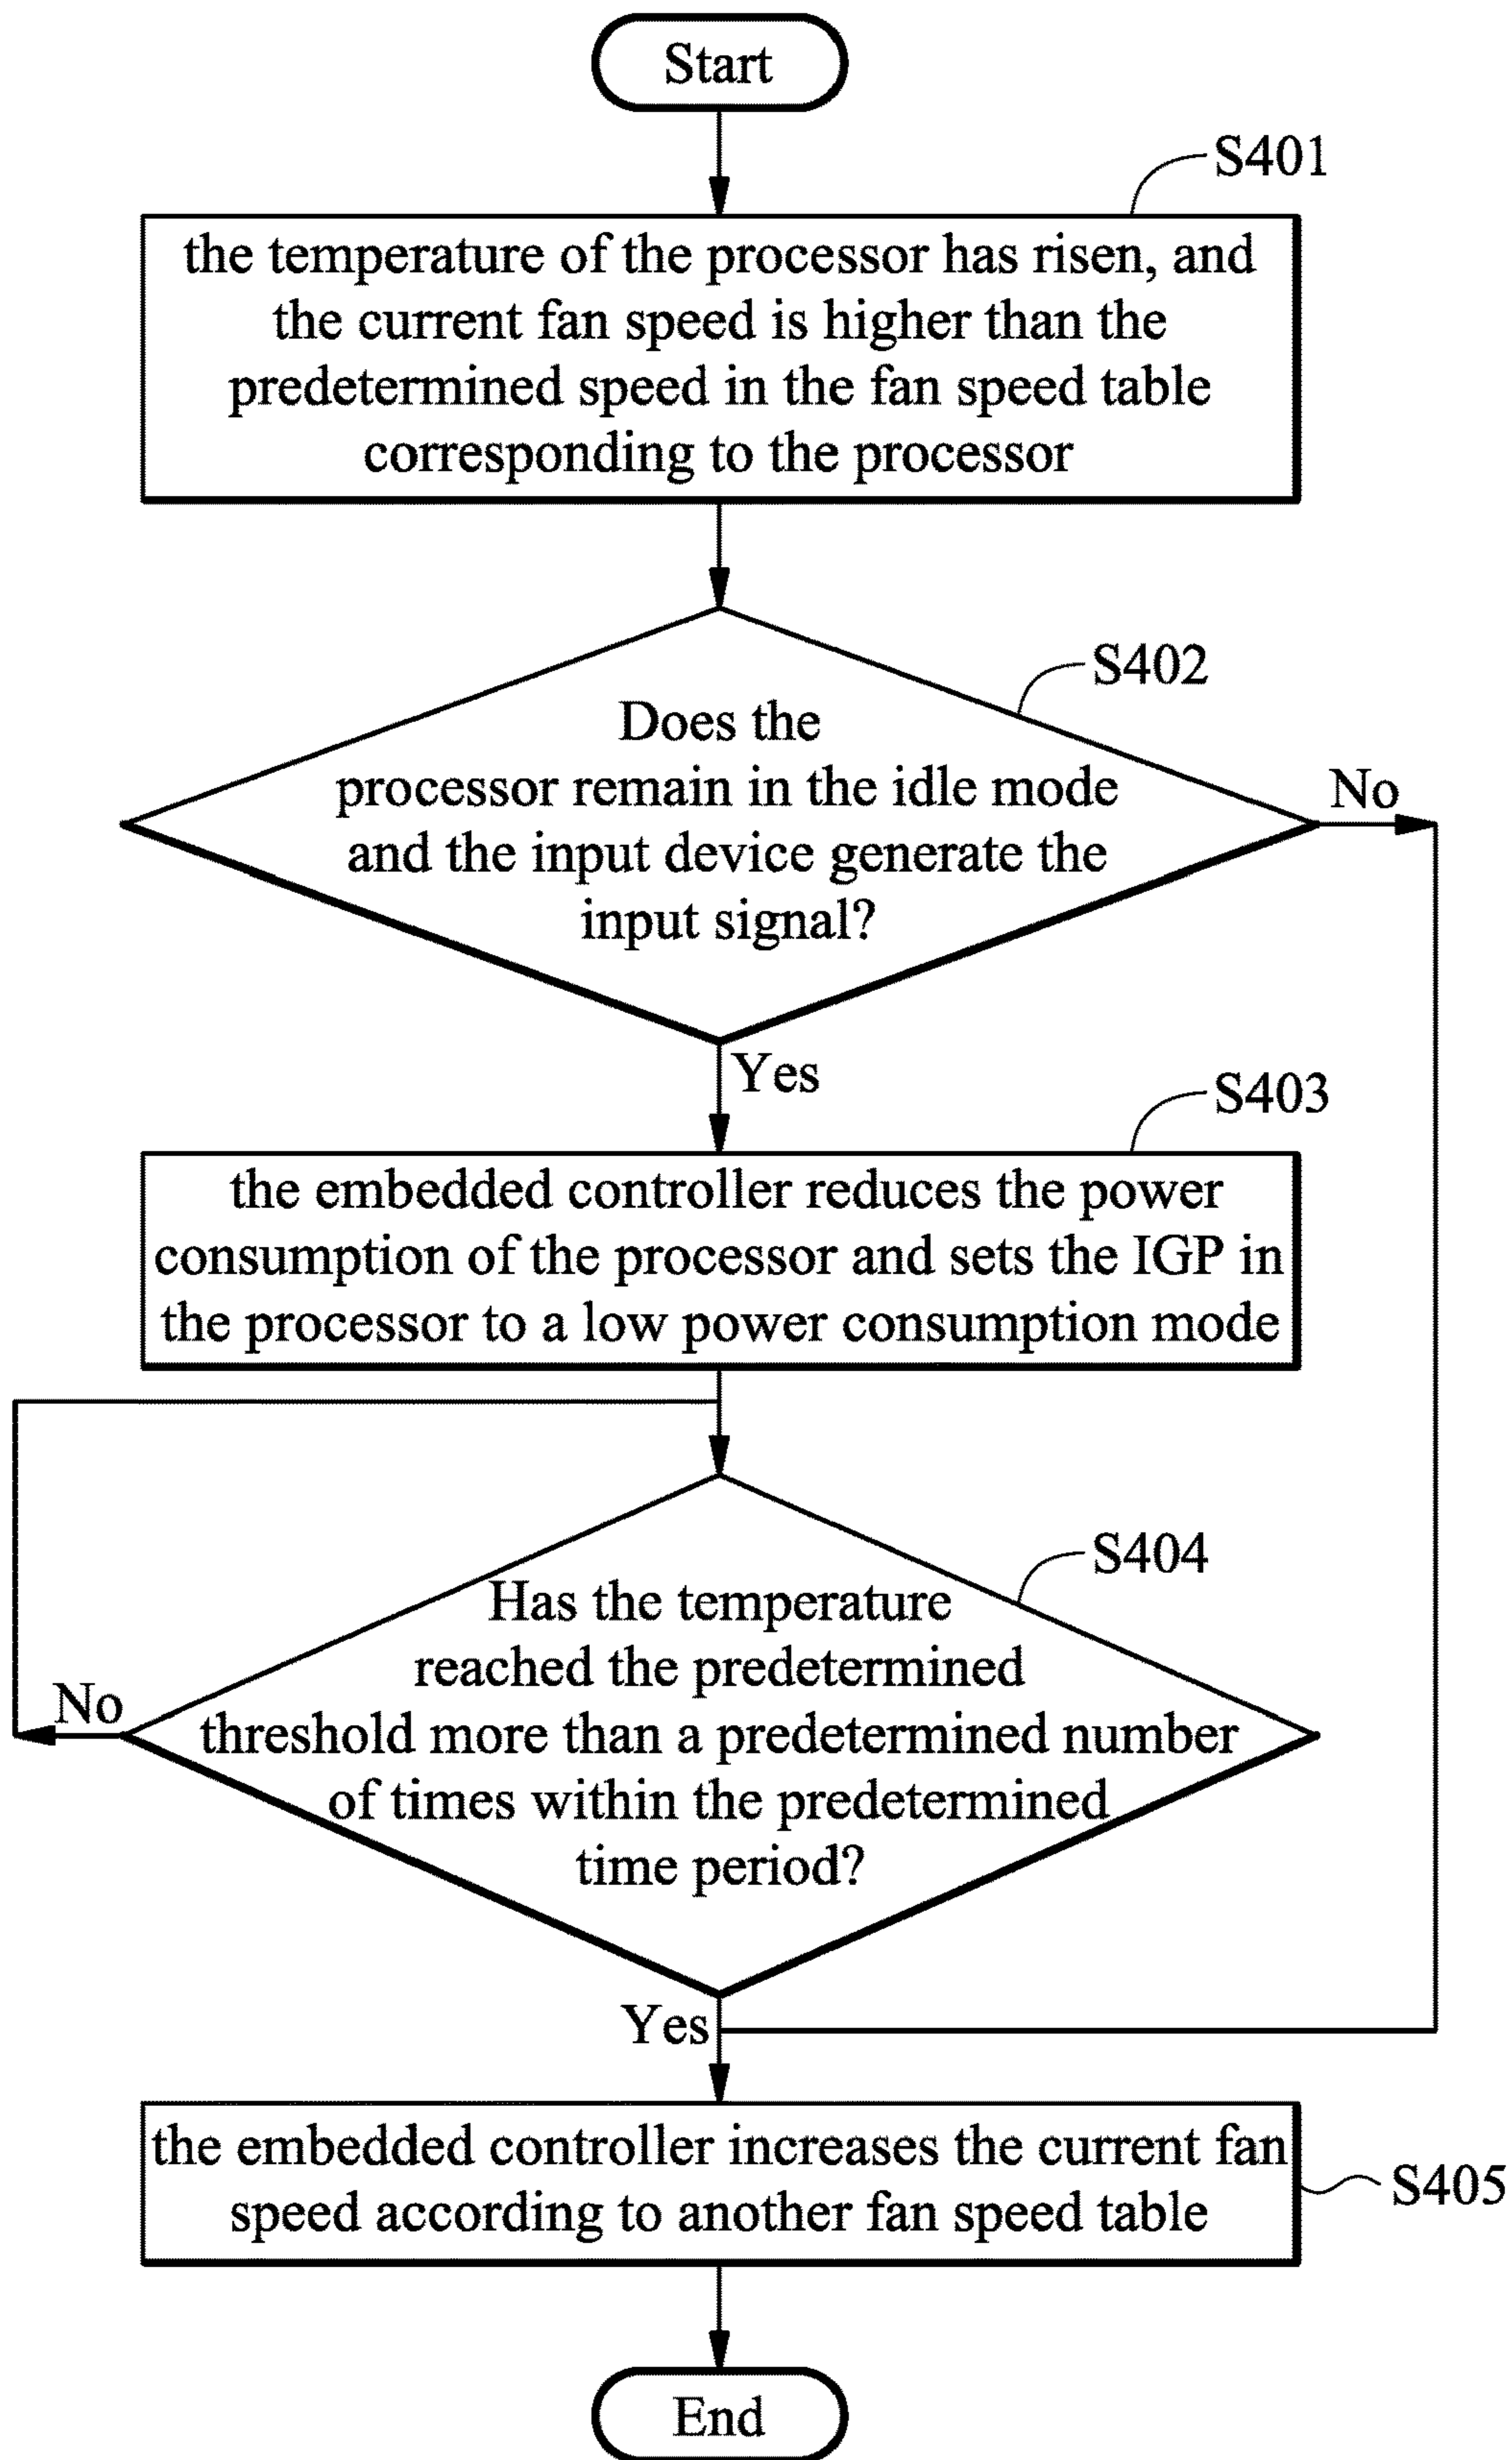 Start
S401
the temperature of the processor has risen, and
the current fan speed is higher than the
predetermined speed in the fan speed table
corresponding to the processor
S402
Does the
processor remain in the idle mode
and the input device generate the
input signal?
No
Yes
S403
the embedded controller reduces the power
consumption of the processor and sets the IGP in
the processor to a low power consumption mode
S404
Has the temperature
reached the predetermined
threshold more than a predetermined number
of times within the predetermined
time period?
No
Yes
the embedded controller increases the current fan
speed according to another fan speed table
S405
End